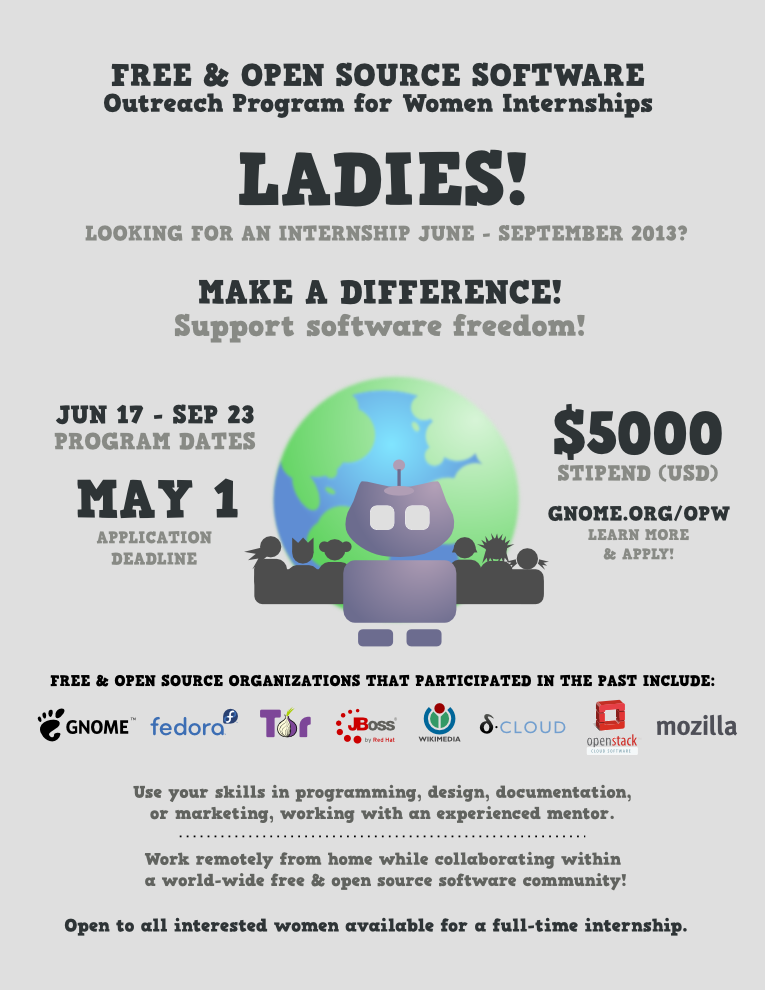 FREE & OPEN SOURCE SOFTWARE
Outreach Program for Women Internships
LADIES!
LOOKING FOR AN INTERNSHIP JUNE - SEPTEMBER 2013?
MAKE A DIFFERENCE!
Support software freedom!
JUN 17 - SEP 23
PROGRAM DATES
MAY 1
APPLICATION
DEADLINE
$5000
STIPEND (USD)
GNOME.ORG/OPW
LEARN MORE
& APPLY!
FREE & OPEN SOURCE ORGANIZATIONS THAT PARTICIPATED IN THE PAST INCLUDE:
GNOME™
fedora f
Tor
JBoss®
by Red Hat
WIKIMEDIA
δ·CLOUD
openstack
CLOUD SOFTWARE
mozilla
Use your skills in programming, design, documentation,
or marketing, working with an experienced mentor.
Work remotely from home while collaborating within
a world-wide free & open source software community!
Open to all interested women available for a full-time internship.